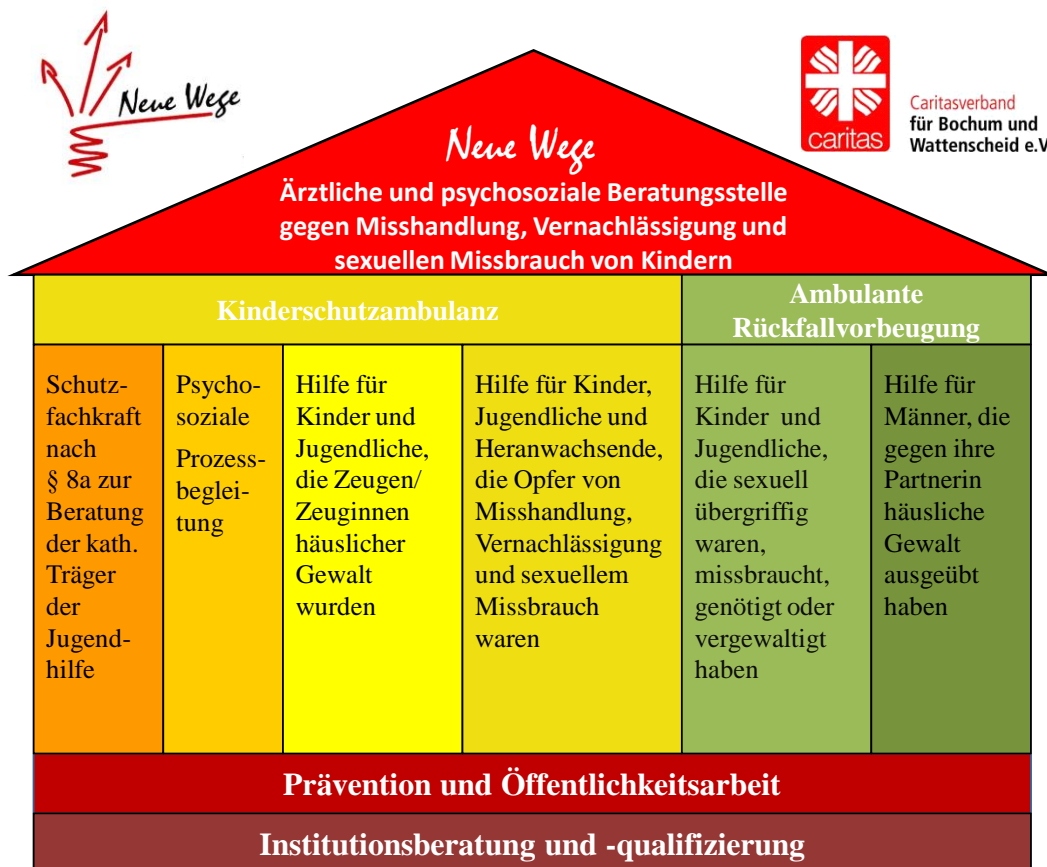 Neue Wege
caritas
Caritasverband
für Bochum und
Wattenscheid e.V
Neue Wege
Ärztliche und psychosoziale Beratungsstelle
gegen Misshandlung, Vernachlässigung und
sexuellen Missbrauch von Kindern
Kinderschutzambulanz
Ambulante
Rückfallvorbeugung
Schutz-
fachkraft
nach
§ 8a zur
Beratung
der kath.
Träger
der
Jugend-
hilfe
Psycho-
soziale
Prozess-
beglei-
tung
Hilfe für
Kinder und
Jugendliche,
die Zeugen/
Zeuginnen
häuslicher
Gewalt
wurden
Hilfe für Kinder,
Jugendliche und
Heranwachsende,
die Opfer von
Misshandlung,
Vernachlässigung
und sexuellem
Missbrauch
waren
Hilfe für
Kinder und
Jugendliche,
die sexuell
übergriffig
waren,
missbraucht,
genötigt oder
vergewaltigt
haben
Hilfe für
Männer, die
gegen ihre
Partnerin
häusliche
Gewalt
ausgeübt
haben
Prävention und Öffentlichkeitsarbeit
Institutionsberatung und -qualifizierung